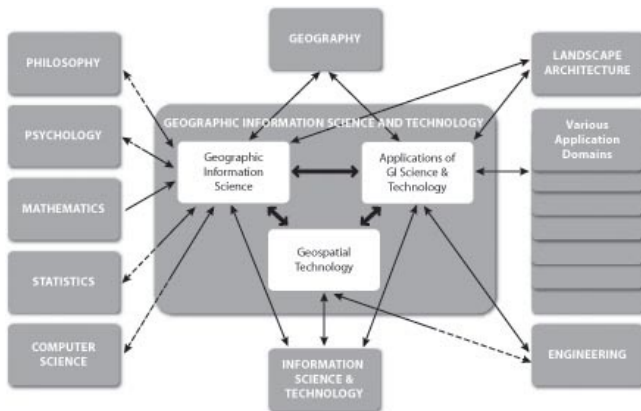 GEOGRAPHY
PHILOSOPHY
LANDSCAPE
ARCHITECTURE
PSYCHOLOGY
GEOGRAPHIC INFORMATION SCIENCE AND TECHNOLOGY
Various
Application
Domains
Geographic
Information
Science
Applications of
GI Science &
Technology
MATHEMATICS
Geospatial
Technology
STATISTICS
COMPUTER
SCIENCE
INFORMATION
SCIENCE &
TECHNOLOGY
ENGINEERING